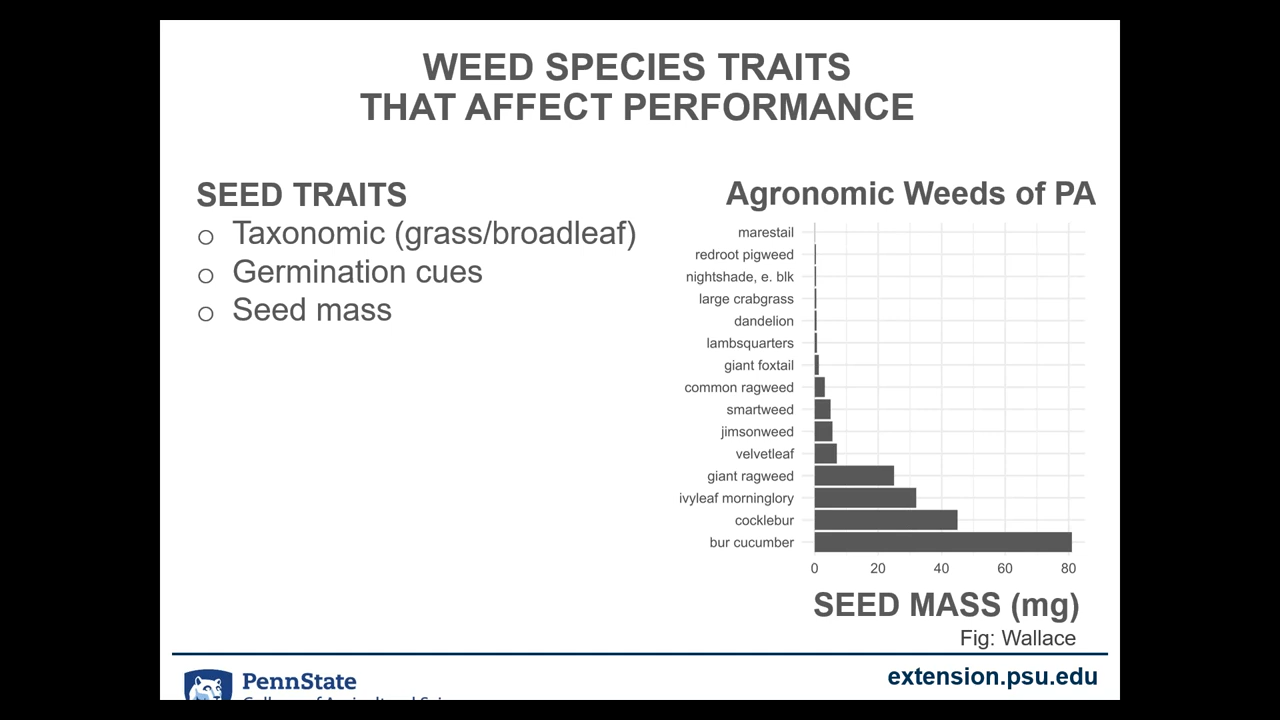 WEED SPECIES TRAITS
THAT AFFECT PERFORMANCE
SEED TRAITS
o Taxonomic (grass/broadleaf)
o Germination cues
o Seed mass
Agronomic Weeds of PA
marestail
redroot pigweed
nightshade, e. blk
large crabgrass
dandelion
lambsquarters
giant foxtail
common ragweed
smartweed
jimsonweed
velvetleaf
giant ragweed
ivyleaf morninglory
cocklebur
bur cucumber
0 20 40 60 80
SEED MASS (mg)
Fig: Wallace
PennState
extension.psu.edu